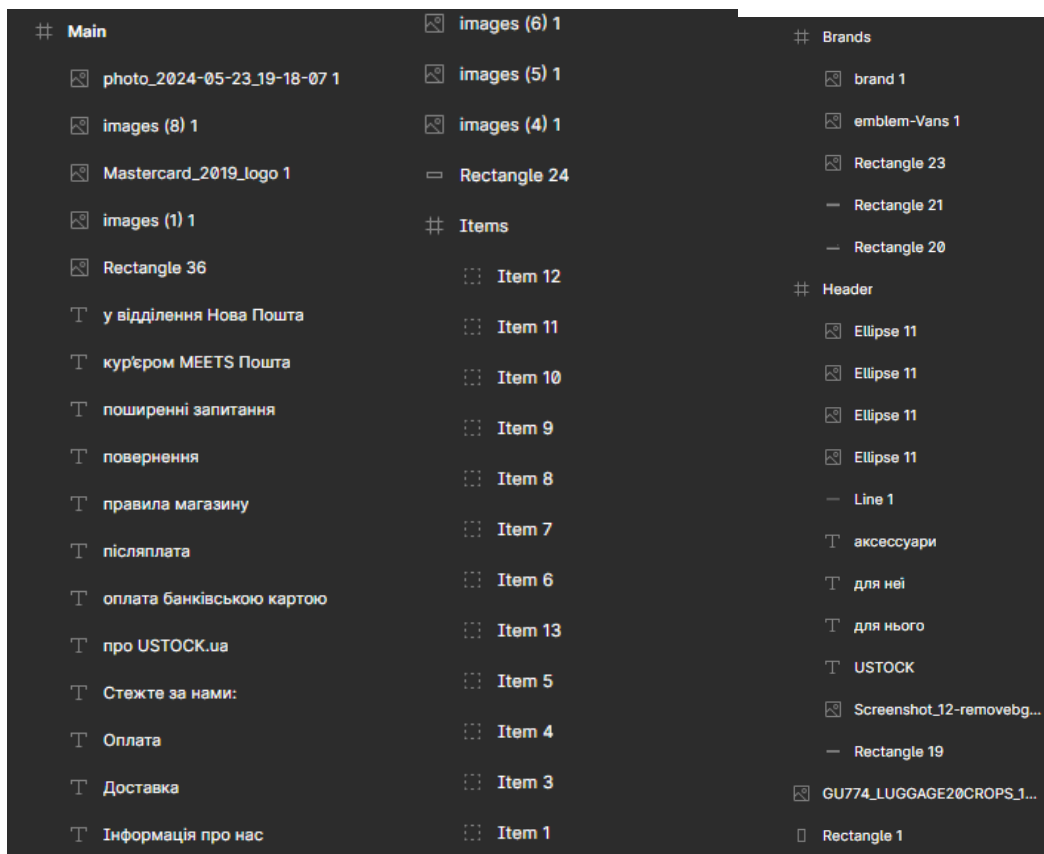 Main
photo_2024-05-23_19-18-07 1
images (8) 1
Mastercard_2019_logo 1
images (1) 1
Rectangle 36
у відділення Нова Пошта
кур'єром MEETS Пошта
поширенні запитання
повернення
правила магазину
післяплата
оплата банківською картою
про USTOCK.ua
Стежте за нами:
Оплата
Доставка
Інформація про нас
images (6) 1
images (5) 1
images (4) 1
Rectangle 24
Items
Item 12
Item 11
Item 10
Item 9
Item 8
Item 7
Item 6
Item 13
Item 5
Item 4
Item 3
Item 1
Brands
brand 1
emblem-Vans 1
Rectangle 23
Rectangle 21
Rectangle 20
Header
Ellipse 11
Ellipse 11
Ellipse 11
Ellipse 11
Line 1
аксессуари
для неї
для нього
USTOCK
Screenshot_12-removebg...
Rectangle 19
GU774_LUGGAGE20CROPS_1...
Rectangle 1